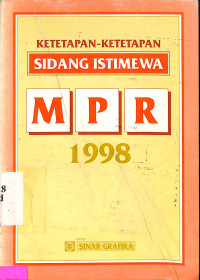 KETETAPAN-KETETAPAN
SIDANG ISTIMEWA
M P R
1998
SINAR GRAFIKA